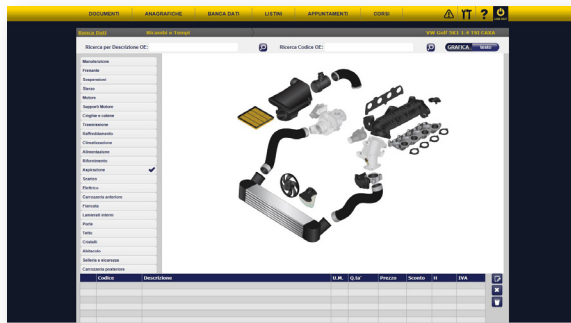 DOCUMENTI ANAGRAFICHE BANCA DATI LISTINI APPUNTAMENTI CORSI ?
Banca Dati Ricambi e Tempi VW Golf 5K1 1.4 TSI CAXA
Ricerca per Descrizione OE: Ricerca Codice OE: GRAFICA testo
Manutenzione
Frenante
Sospensioni
Sterzo
Motore
Supporti Motore
Cinghie e catene
Trasmissione
Raffreddamento
Climatizzazione
Alimentazione
Rifornimento
Aspirazione
Scarico
Elettrico
Carrozzeria anteriore
Fiancata
Lamierati interni
Porte
Telai
Cristalli
Abitacolo
Selleria e sicurezza
Carrozzeria posteriore
Codice Descrizione U.M. Q.ta' Prezzo Sconto H IVA